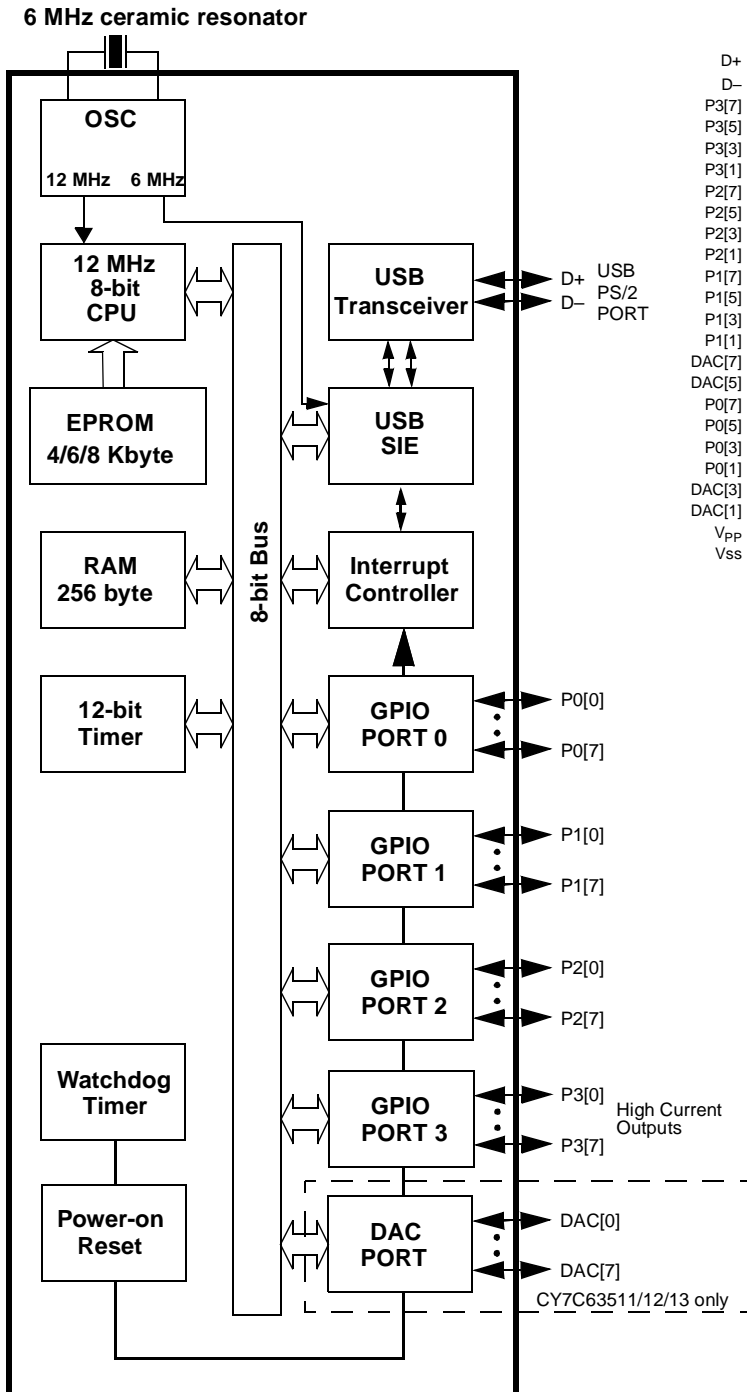 6 MHz ceramic resonator
OSC
12 MHz 6 MHz
12 MHz
8-bit
CPU
EPROM
4/6/8 Kbyte
RAM
256 byte
12-bit
Timer
Watchdog
Timer
Power-on
Reset
8-bit Bus
USB
Transceiver
D+
D–
USB
PS/2
PORT
USB
SIE
Interrupt
Controller
GPIO
PORT 0
P0[0]
P0[7]
GPIO
PORT 1
P1[0]
P1[7]
GPIO
PORT 2
P2[0]
P2[7]
GPIO
PORT 3
P3[0]
P3[7]
High Current
Outputs
DAC
PORT
DAC[0]
DAC[7]
CY7C63511/12/13 only
D+
D–
P3[7]
P3[5]
P3[3]
P3[1]
P2[7]
P2[5]
P2[3]
P2[1]
P1[7]
P1[5]
P1[3]
P1[1]
DAC[7]
DAC[5]
P0[7]
P0[5]
P0[3]
P0[1]
DAC[3]
DAC[1]
VPP
Vss